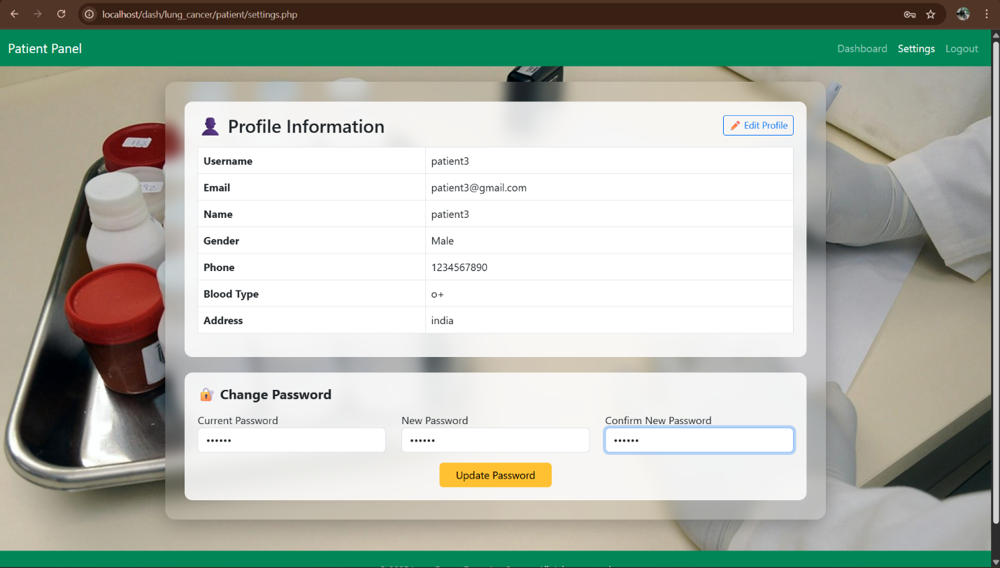 localhost/dash/lung_cancer/patient/settings.php
Patient Panel
Dashboard Settings Logout
Profile Information
Edit Profile
Username patient3
Email patient3@gmail.com
Name patient3
Gender Male
Phone 1234567890
Blood Type o+
Address india
Change Password
Current Password New Password Confirm New Password
•••••• •••••• ••••••
Update Password